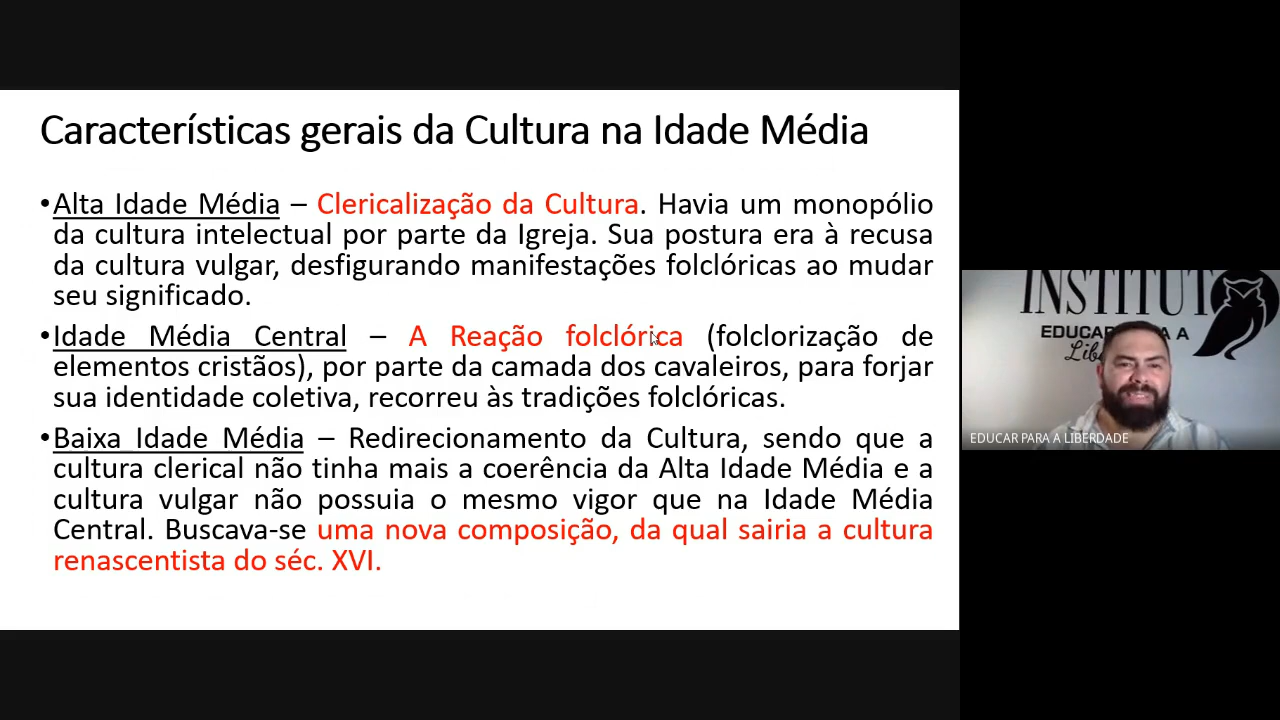 Características gerais da Cultura na Idade Média
•Alta Idade Média – Clericalização da Cultura. Havia um monopólio
da cultura intelectual por parte da Igreja. Sua postura era à recusa
da cultura vulgar, desfigurando manifestações folclóricas ao mudar
seu significado.
•Idade Média Central – A Reação folclórica (folclorização de
elementos cristãos), por parte da camada dos cavaleiros, para forjar
sua identidade coletiva, recorreu às tradições folclóricas.
•Baixa Idade Média – Redirecionamento da Cultura, sendo que a
cultura clerical não tinha mais a coerência da Alta Idade Média e a
cultura vulgar não possuia o mesmo vigor que na Idade Média
Central. Buscava-se uma nova composição, da qual sairia a cultura
renascentista do séc. XVI.
INSTITUT
EDUCAR A
EDUCAR PARA A LIBERDADE